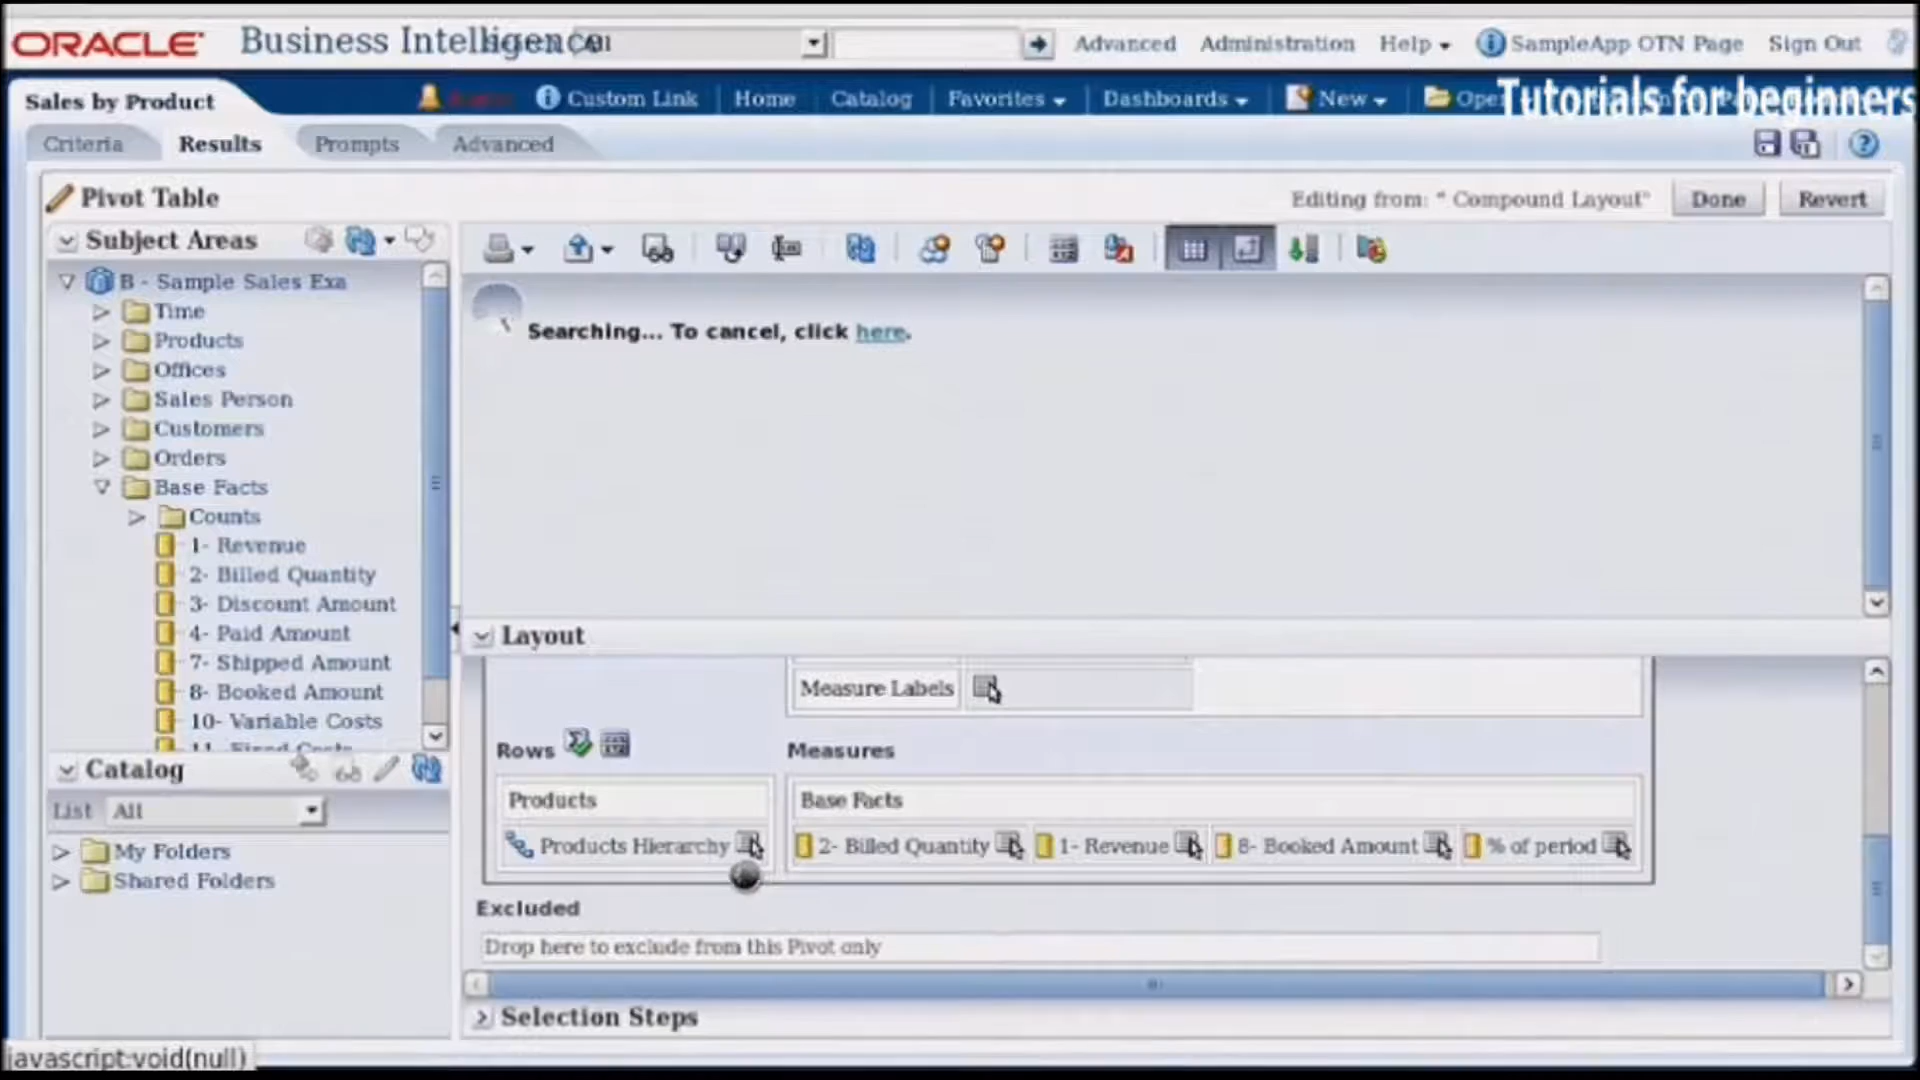 ORACLE Business Intelligence All Advanced Administration Help SampleApp OTN Page Sign Out
Sales by Product Custom Link Home Catalog Favorites Dashboards New Open
Tutorials for beginners
Criteria Results Prompts Advanced
Pivot Table Editing from: " Compound Layout" Done Revert
Subject Areas
B - Sample Sales Exa
Time
Products
Offices
Sales Person
Customers
Orders
Base Facts
Counts
1- Revenue
2- Billed Quantity
3- Discount Amount
4- Paid Amount
7- Shipped Amount
8- Booked Amount
10- Variable Costs
11- Fixed Costs
Catalog
List All
My Folders
Shared Folders
Searching... To cancel, click here.
Layout
Measure Labels
Rows Measures
Products Base Facts
Products Hierarchy 2- Billed Quantity 1- Revenue 8- Booked Amount % of period
Excluded
Drop here to exclude from this Pivot only
Selection Steps
javascript:void(null)